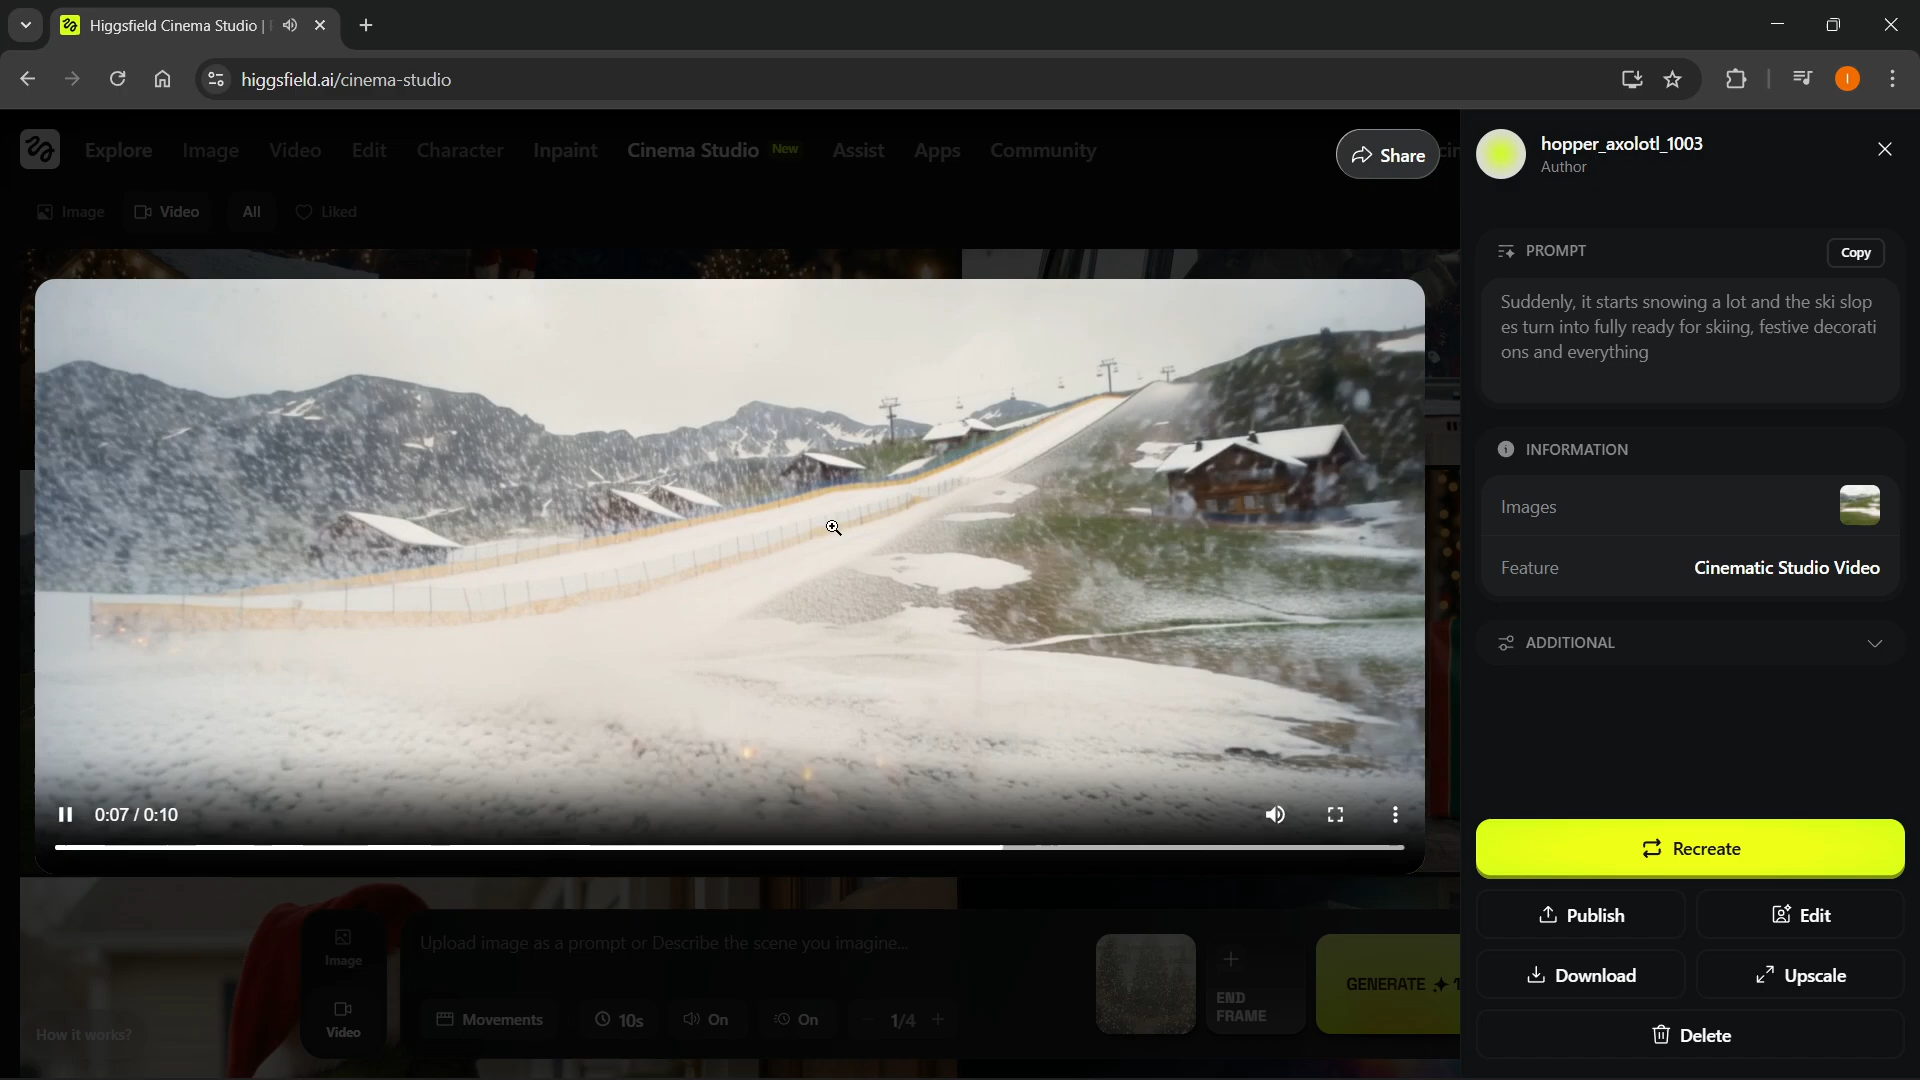 Higgsfield Cinema Studio |
higgsfield.ai/cinema-studio
I
Explore
Image
Video
Edit
Character
Inpaint
Cinema Studio
New
Assist
Apps
Community
Share
hopper_axolotl_1003
Author
Image
Video
All
Liked
PROMPT
Copy
Suddenly, it starts snowing a lot and the ski slop
es turn into fully ready for skiing, festive decorati
ons and everything
INFORMATION
Images
Feature
Cinematic Studio Video
ADDITIONAL
0:07 / 0:10
Recreate
Publish
Edit
Download
Upscale
Delete
Image
Video
Upload image as a prompt or Describe the scene you imagine...
Movements
10s
On
On
1/4
END
FRAME
GENERATE
How it works?